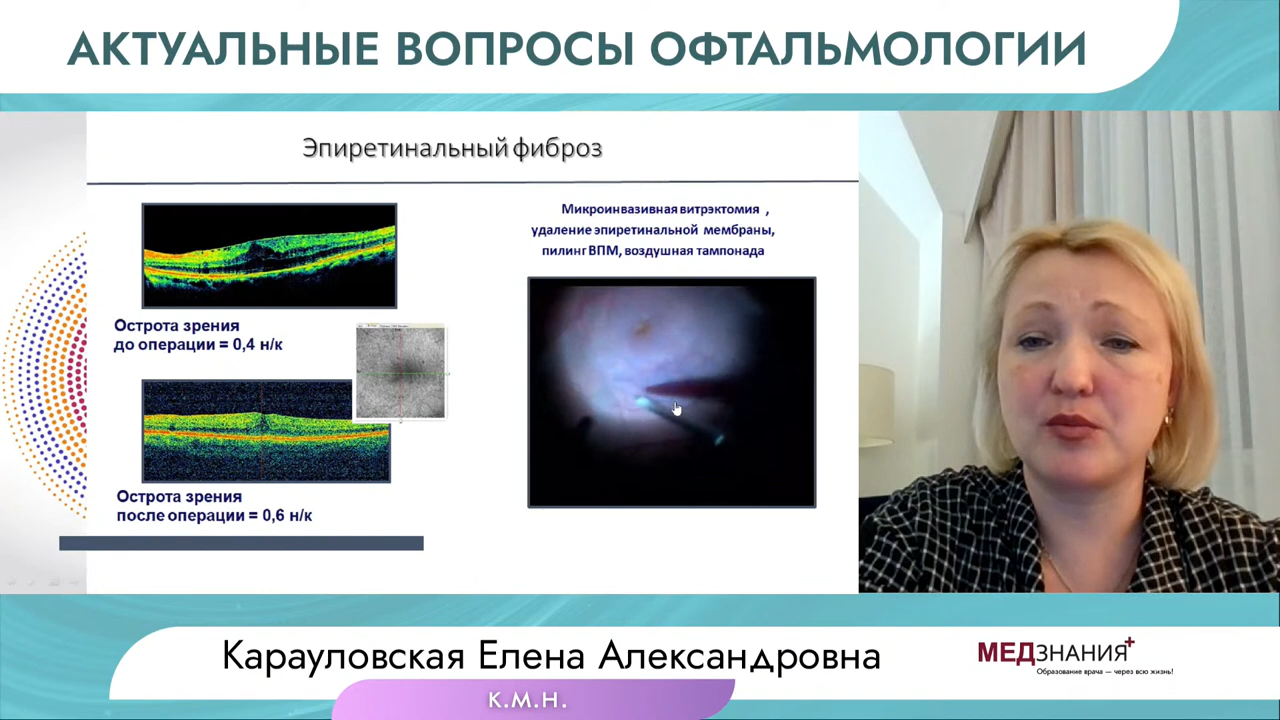 АКТУАЛЬНЫЕ ВОПРОСЫ ОФТАЛЬМОЛОГИИ
Эпиретинальный фиброз
Острота зрения
до операции = 0,4 н/к
Острота зрения
после операции = 0,6 н/к
Микроинвазивная витрэктомия ,
удаление эпиретинальной мембраны,
пилинг ВПМ, воздушная тампонада
Карауловская Елена Александровна
к.м.н.
МЕДЗНАНИЯ+
Образование врача — через всю жизнь!